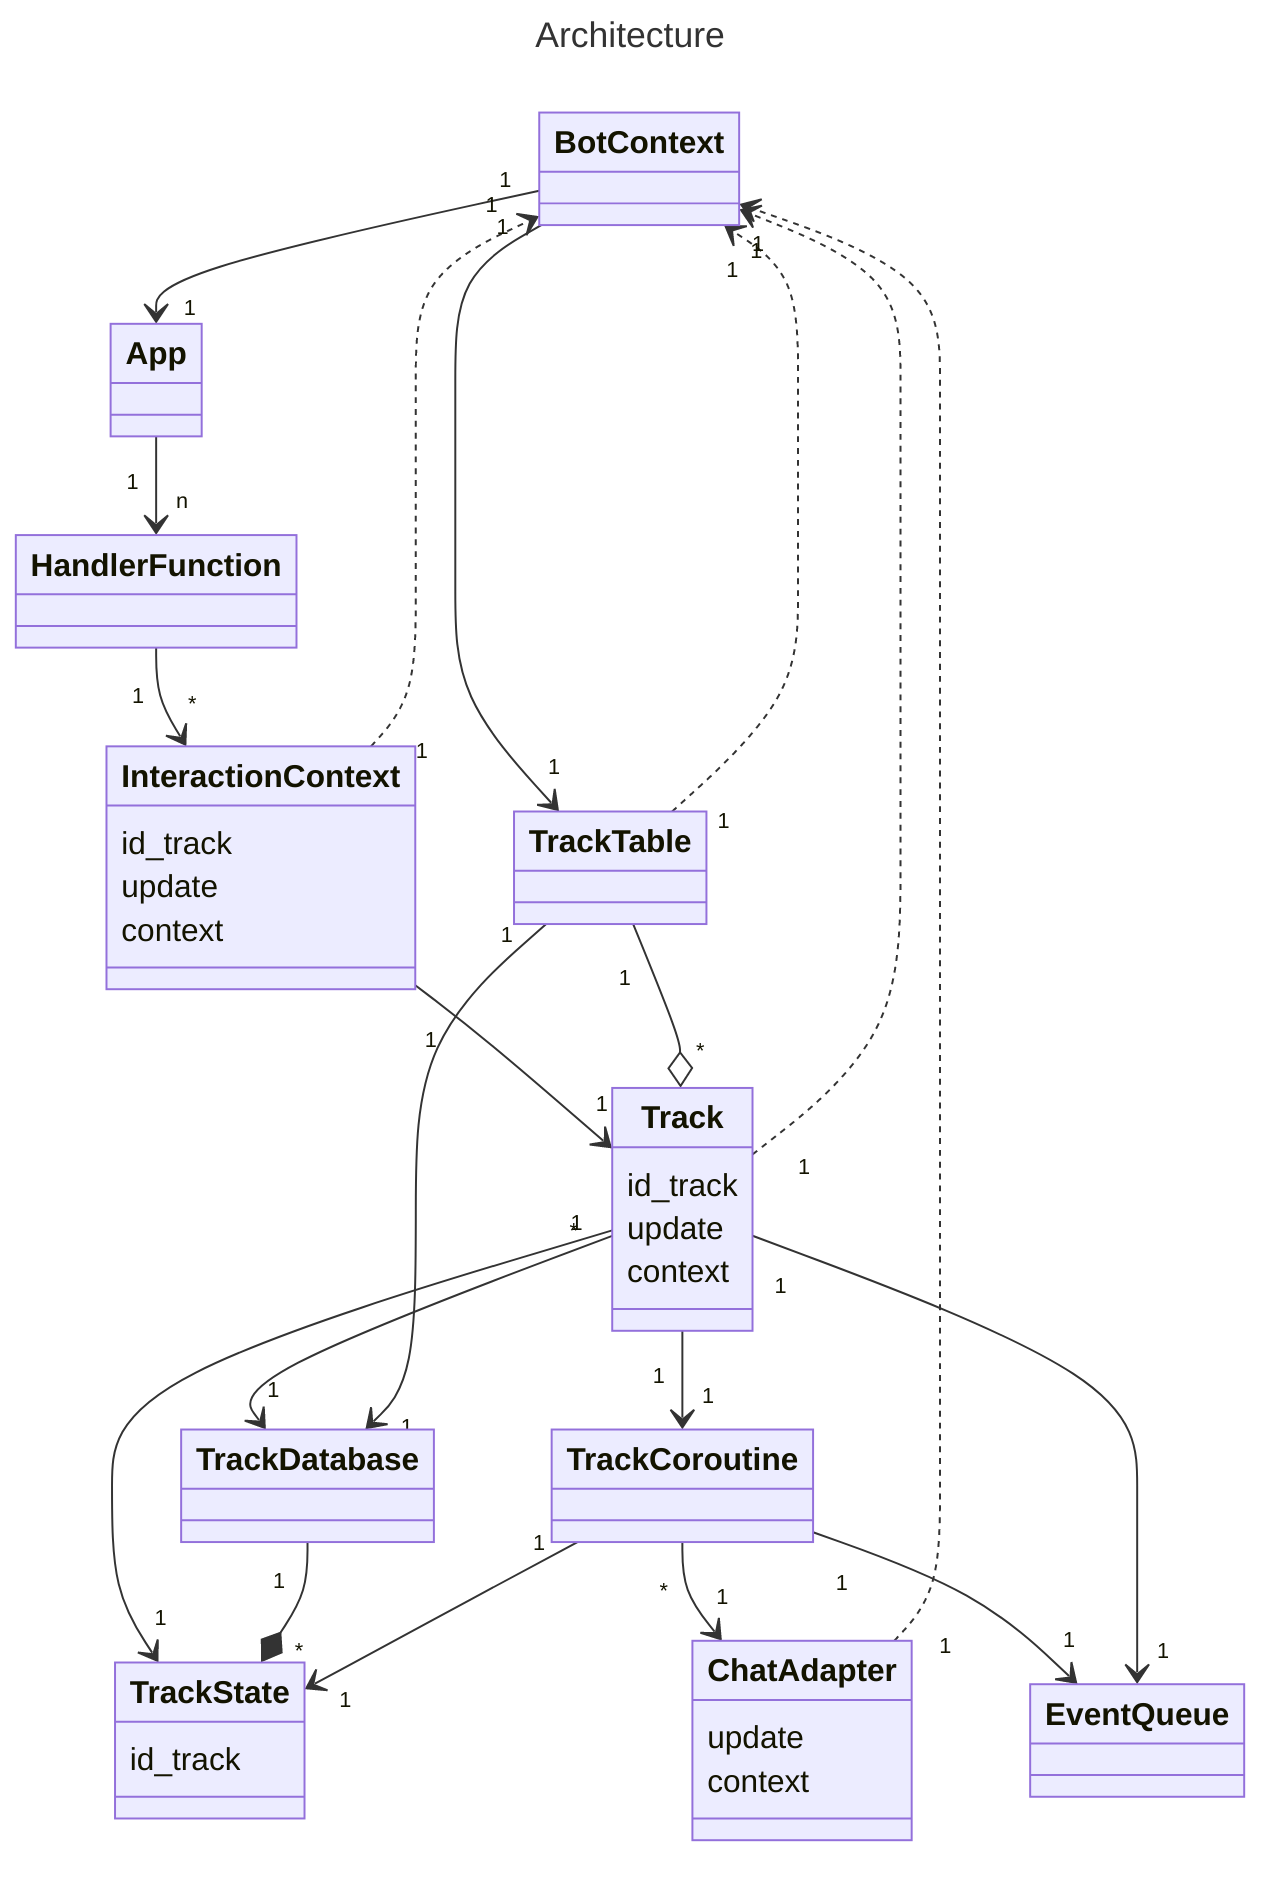 Architecture
BotContext
1
1
1
1
1
1
1
App
1
n
HandlerFunction
1
*
1
InteractionContext
id_track
update
context
1
TrackTable
1
1
1
1
*
1
Track
id_track
update
context
1
*
1
1
1
1
1
1
TrackDatabase
TrackCoroutine
1
1
*
1
1
1
*
1
1
1
1
TrackState
id_track
ChatAdapter
update
context
EventQueue